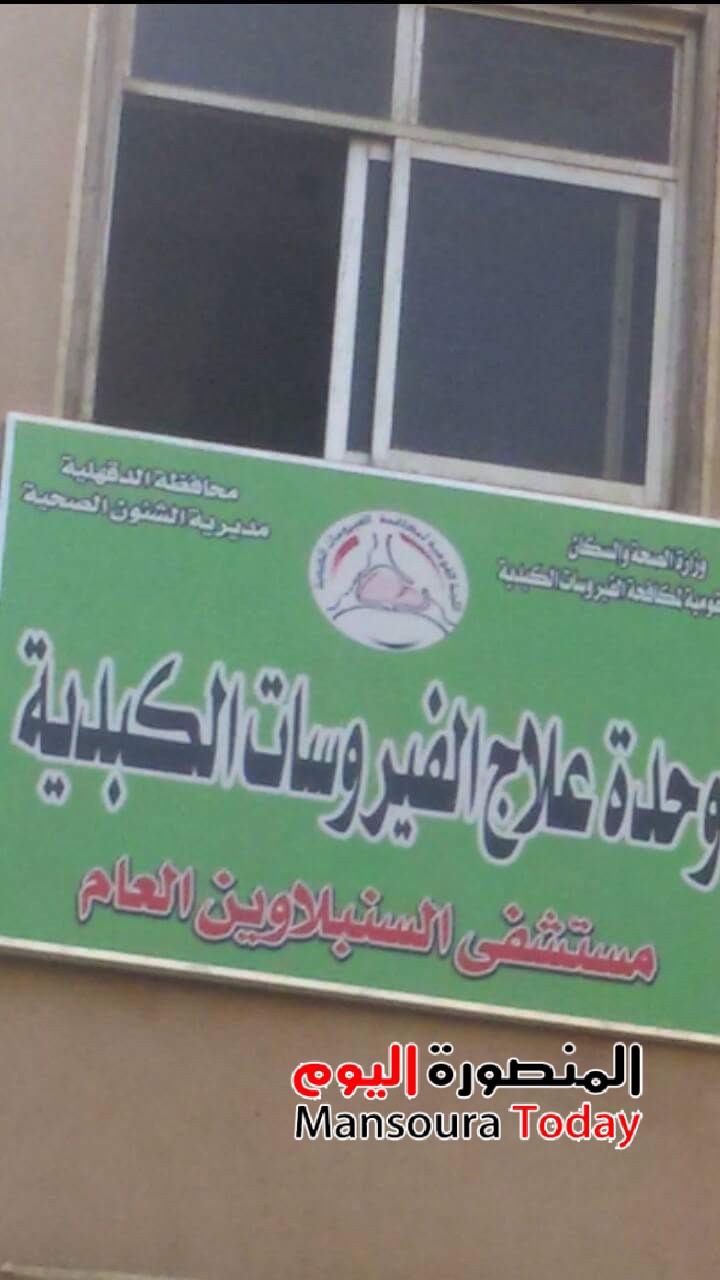 وزارة الصحة والسكان
لمكافحة الفيروسات الكبدية
محافظة الدقهلية
مديرية الشئون الصحية
وحدة علاج الفيروسات الكبدية
مستشفى السنبلاوين العام
المنصورة اليوم
Mansoura Today